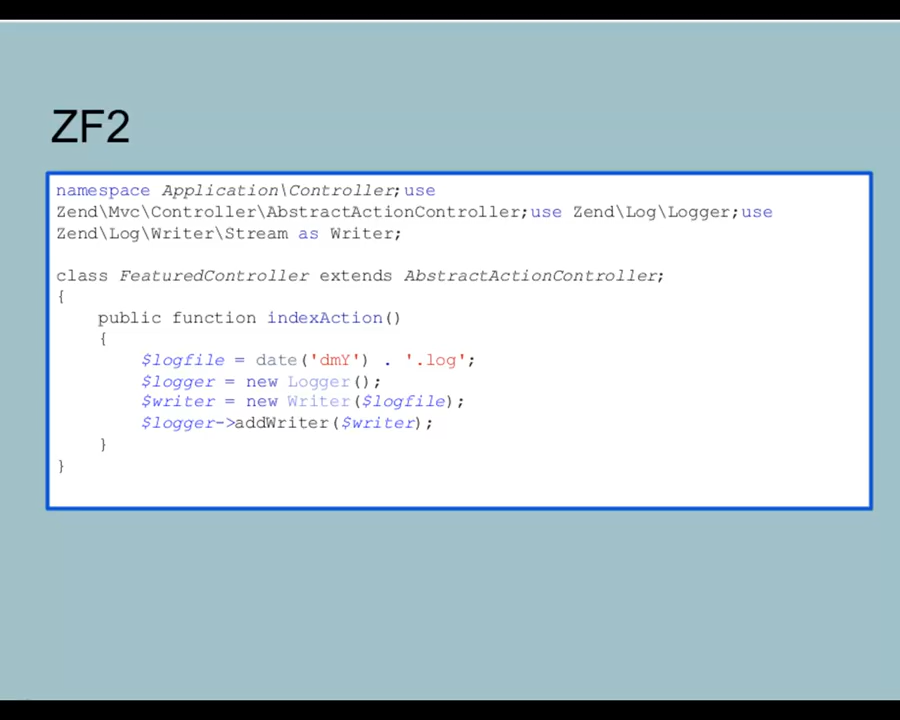 ZF2
namespace Application\Controller;use
Zend\Mvc\Controller\AbstractActionController;use Zend\Log\Logger;use
Zend\Log\Writer\Stream as Writer;
class FeaturedController extends AbstractActionController;
{
    public function indexAction()
    {
        $logfile = date('dmY') . '.log';
        $logger = new Logger();
        $writer = new Writer($logfile);
        $logger->addWriter($writer);
    }
}